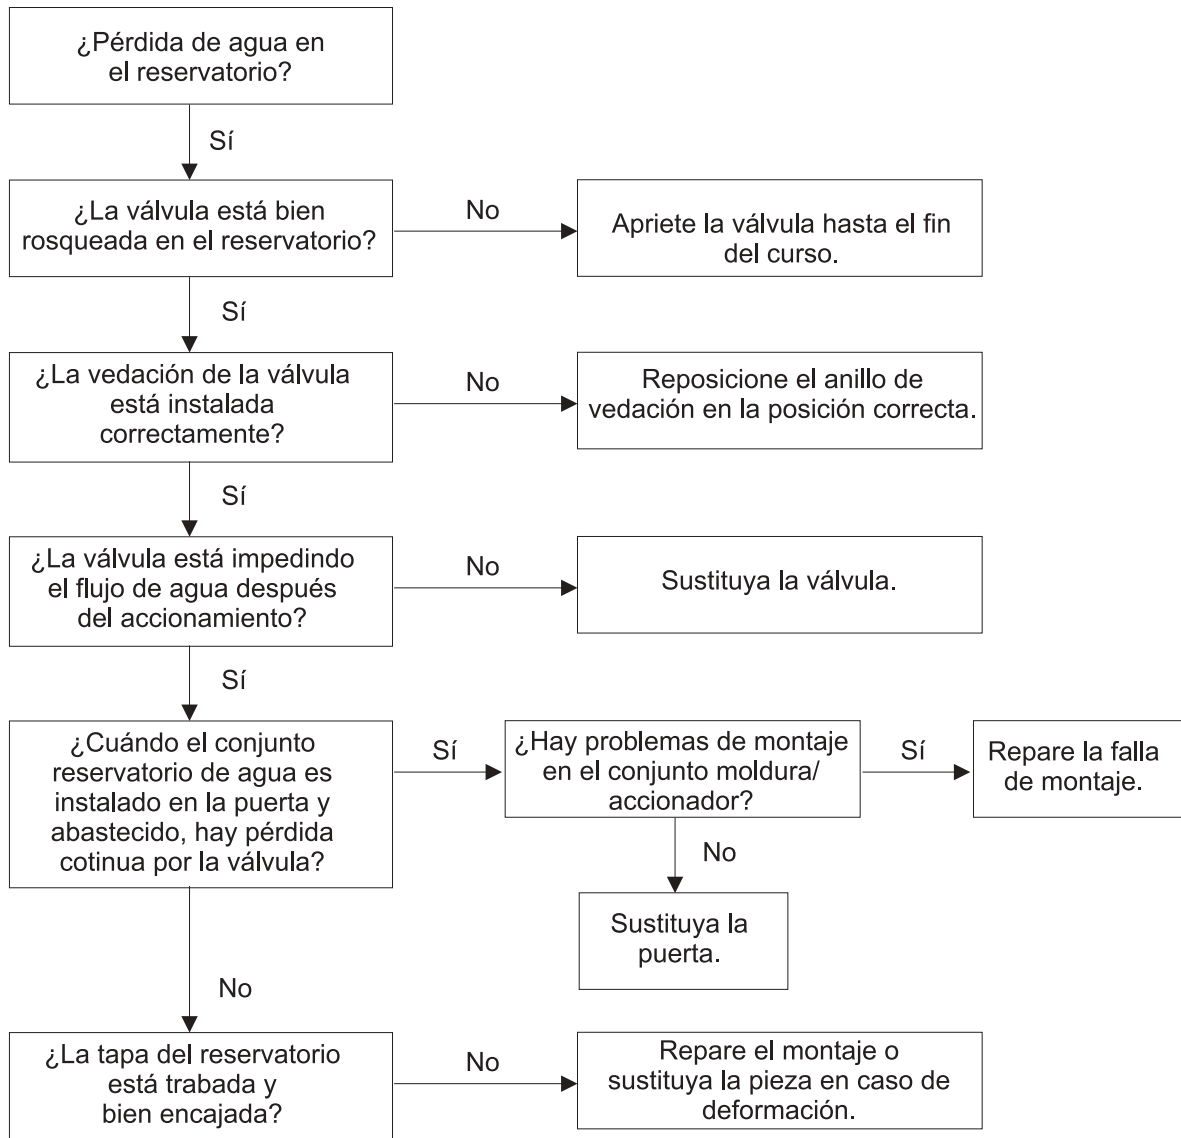 ¿Pérdida de agua en
el reservatorio?
Sí
¿La válvula está bien
rosqueada en el reservatorio?
No
Apriete la válvula hasta el fin
del curso.
Sí
¿La vedación de la válvula
está instalada
correctamente?
No
Reposicione el anillo de
vedación en la posición correcta.
Sí
¿La válvula está impedindo
el flujo de agua después
del accionamiento?
No
Sustituya la válvula.
Sí
¿Cuándo el conjunto
reservatorio de agua es
instalado en la puerta y
abastecido, hay pérdida
cotinua por la válvula?
Sí
¿Hay problemas de montaje
en el conjunto moldura/
accionador?
Sí
Repare la falla
de montaje.
No
Sustituya la
puerta.
No
¿La tapa del reservatorio
está trabada y
bien encajada?
No
Repare el montaje o
sustituya la pieza en caso de
deformación.